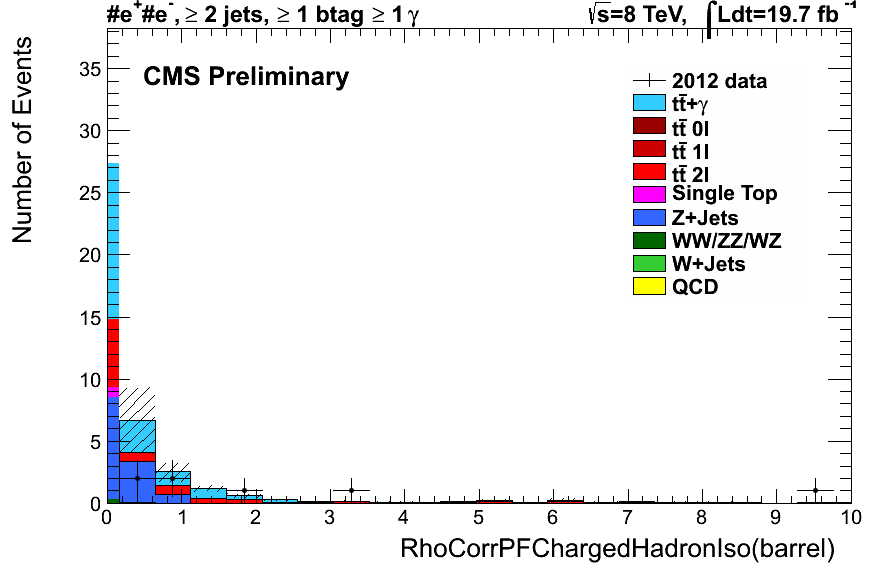 #e⁺#e⁻, ≥ 2 jets, ≥ 1 btag ≥ 1 γ √s=8 TeV, ∫Ldt=19.7 fb⁻¹
CMS Preliminary
2012 data
tt̄+γ
tt̄ 0l
tt̄ 1l
tt̄ 2l
Single Top
Z+Jets
WW/ZZ/WZ
W+Jets
QCD
Number of Events
35
30
25
20
15
10
5
0
0 1 2 3 4 5 6 7 8 9 10
RhoCorrPFChargedHadronIso(barrel)